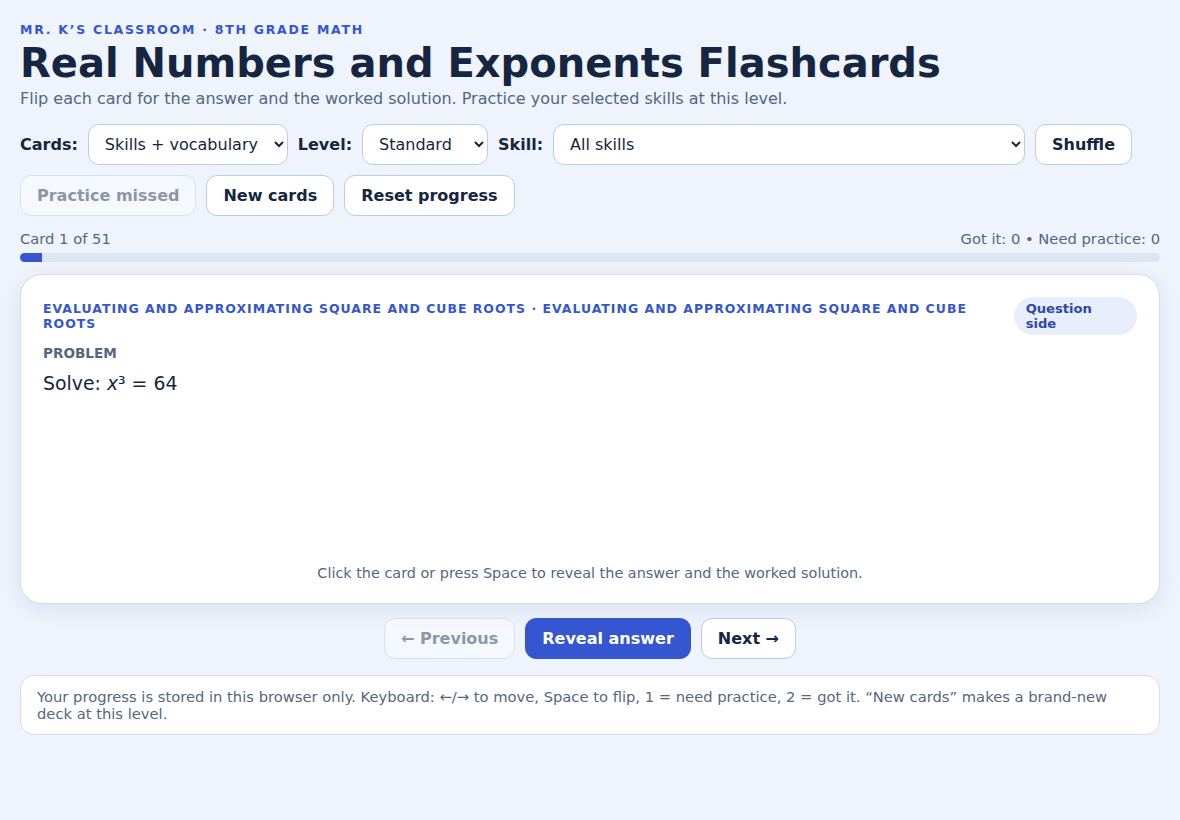 MR. K’S CLASSROOM · 8TH GRADE MATH
Real Numbers and Exponents Flashcards
Flip each card for the answer and the worked solution. Practice your selected skills at this level.
Cards: Skills + vocabulary Level: Standard Skill: All skills Shuffle
Practice missed New cards Reset progress
Card 1 of 51 Got it: 0 • Need practice: 0
EVALUATING AND APPROXIMATING SQUARE AND CUBE ROOTS · EVALUATING AND APPROXIMATING SQUARE AND CUBE
ROOTS
Question
side
PROBLEM
Solve: x³ = 64
Click the card or press Space to reveal the answer and the worked solution.
← Previous Reveal answer Next →
Your progress is stored in this browser only. Keyboard: ←/→ to move, Space to flip, 1 = need practice, 2 = got it. “New cards” makes a brand-new
deck at this level.